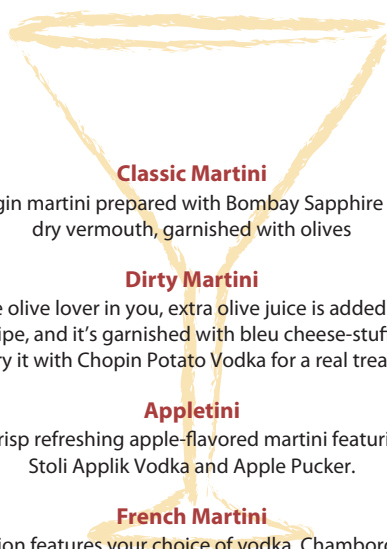 Classic Martini
gin martini prepared with Bombay Sapphire
dry vermouth, garnished with olives
Dirty Martini
olive lover in you, extra olive juice is added
and it's garnished with bleu cheese-stuf
it with Chopin Potato Vodka for a real trea
Appletini
refreshing apple-flavored martini featuri
Stoli Applik Vodka and Apple Pucker.
French Martini
features your choice of vodka, Chambor